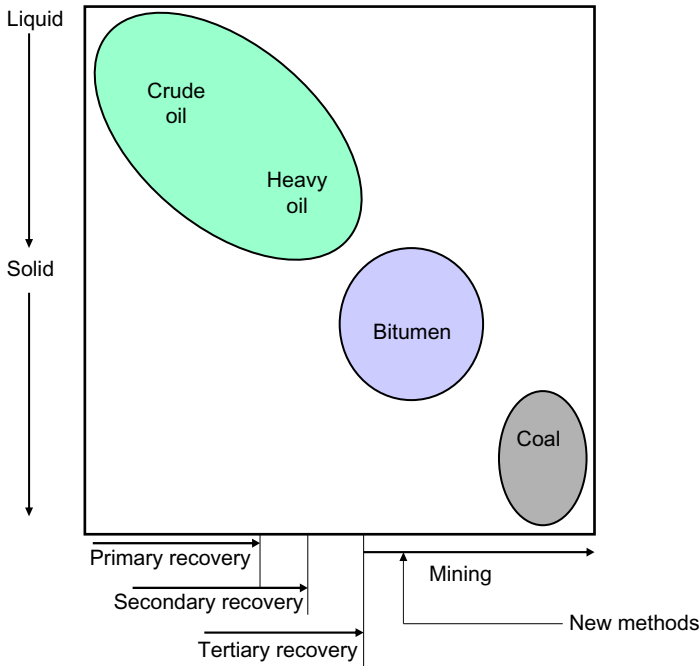 Liquid
Crude
oil
Heavy
oil
Solid
Bitumen
Coal
Primary recovery
Mining
Secondary recovery
New methods
Tertiary recovery